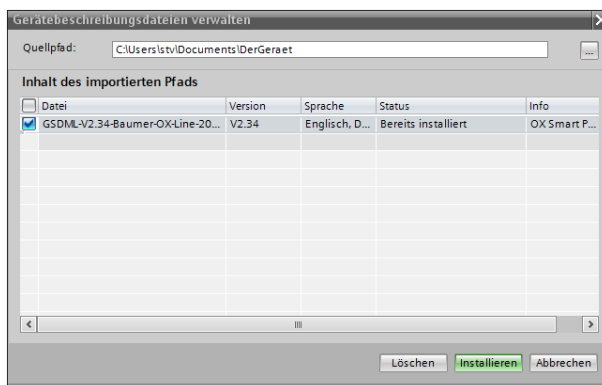 Gerätebeschreibungsdateien verwalten
Quellpfad: C:\Users\stv\Documents\DerGeraet ...
Inhalt des importierten Pfads
Datei Version Sprache Status Info
GSDML-V2.34-Baumer-OX-Line-20... V2.34 Englisch, D... Bereits installiert OX Smart P...
Löschen Installieren Abbrechen